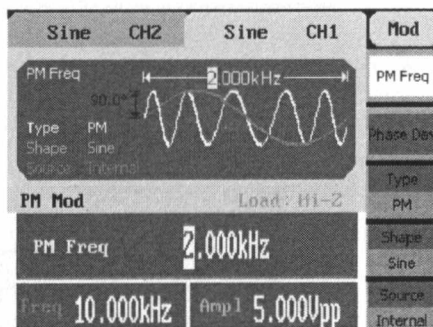 Sine CH2 Sine CH1 Mod
PM Freq 2.000kHz PM Freq
90.0°
Type PM Phase Dev
Shape Sine
Source Internal Type
PM
PM Mod Load: Hi-Z
Shape
PM Freq 2.000kHz Sine
Source
Freq 10.000kHz Ampl 5.000Vpp Internal